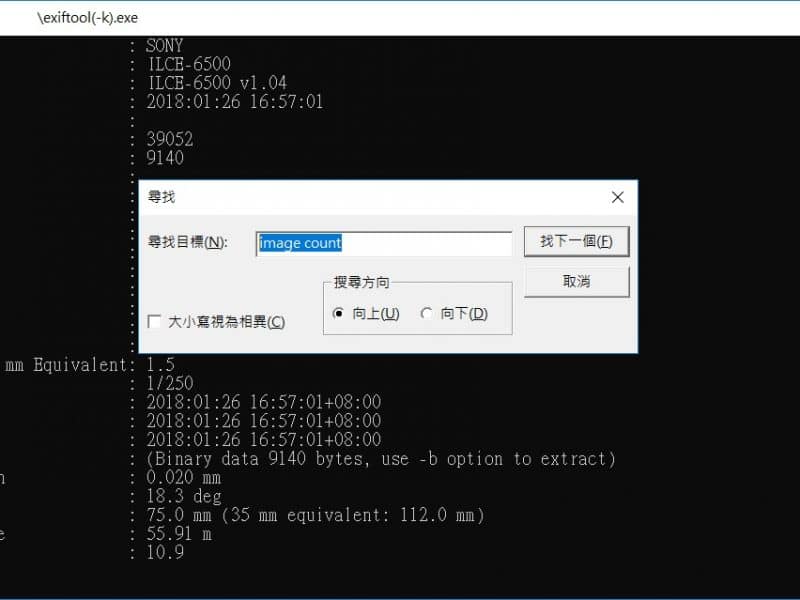 \exiftool(-k).exe
: SONY
: ILCE-6500
: ILCE-6500 v1.04
: 2018:01:26 16:57:01
:
: 39052
: 9140
:
尋找
尋找目標(N):
image count
找下一個(F)
取消
搜尋方向
向上(U)
向下(D)
大小寫視為相異(C)
mm Equivalent: 1.5
: 1/250
: 2018:01:26 16:57:01+08:00
: 2018:01:26 16:57:01+08:00
: 2018:01:26 16:57:01+08:00
: (Binary data 9140 bytes, use -b option to extract)
: 0.020 mm
: 18.3 deg
: 75.0 mm (35 mm equivalent: 112.0 mm)
e : 55.91 m
: 10.9